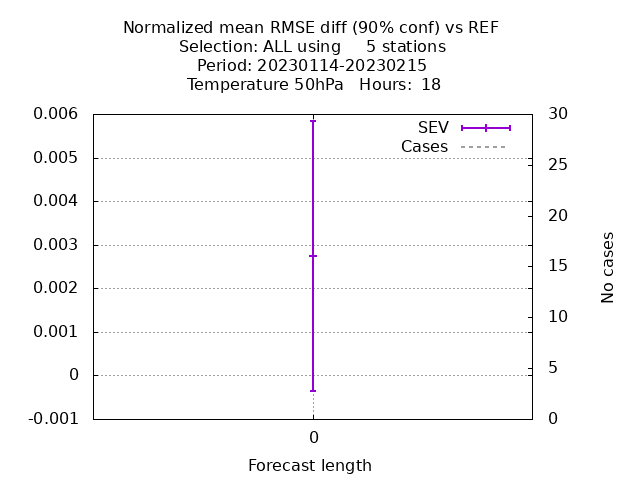 Normalized mean RMSE diff (90% conf) vs REF
Selection: ALL using     5 stations
Period: 20230114-20230215
Temperature 50hPa   Hours:  18
0.006
0.005
0.004
0.003
0.002
0.001
0
-0.001
SEV
Cases
30
25
20
15
10
5
0
No cases
0
Forecast length